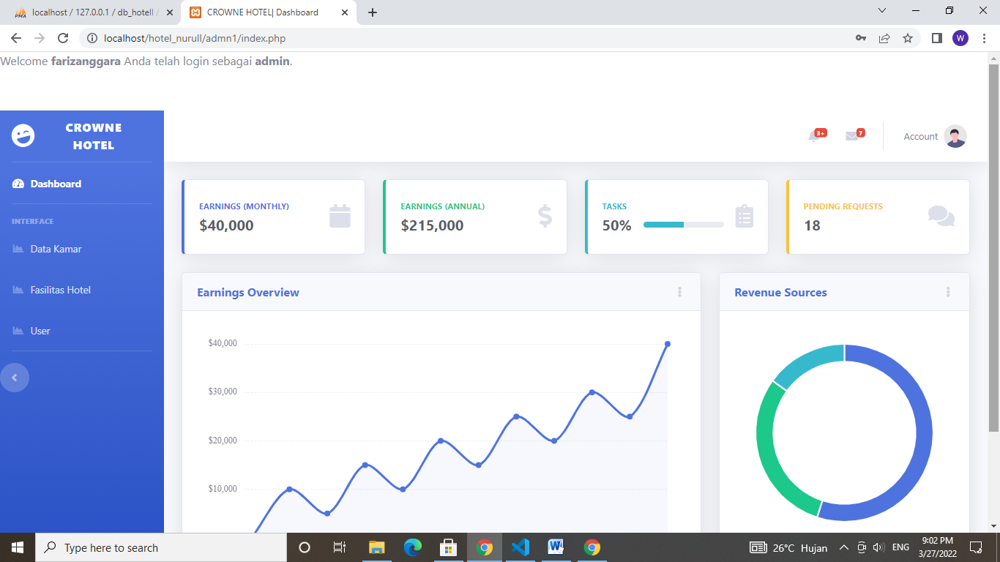 localhost / 127.0.0.1 / db_hotell /
CROWNE HOTEL| Dashboard
localhost/hotel_nurull/admn1/index.php
W
Welcome farizanggara Anda telah login sebagai admin.
CROWNE
HOTEL
3+
7
Account
Dashboard
INTERFACE
Data Kamar
Fasilitas Hotel
User
EARNINGS (MONTHLY)
$40,000
EARNINGS (ANNUAL)
$215,000
TASKS
50%
PENDING REQUESTS
18
Earnings Overview
$40,000
$30,000
$20,000
$10,000
Revenue Sources
Type here to search
26°C Hujan
ENG
9:02 PM
3/27/2022